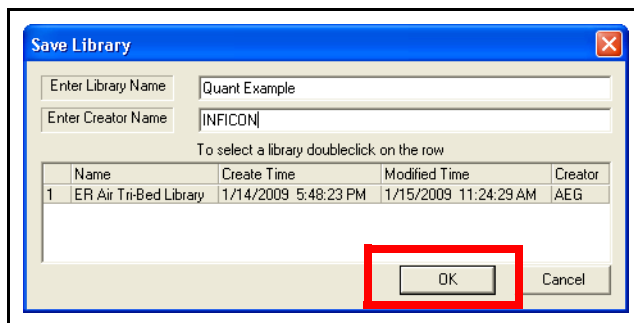 Save Library
Enter Library Name Quant Example
Enter Creator Name INFICON
To select a library doubleclick on the row
Name Create Time Modified Time Creator
1 ER Air Tri-Bed Library 1/14/2009 5:48:23 PM 1/15/2009 11:24:29 AM AEG
OK Cancel